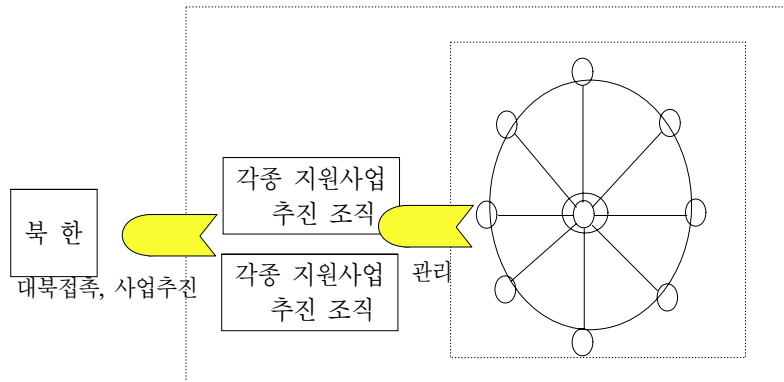 각종 지원사업
추진 조직
북 한
대북접촉, 사업추진
각종 지원사업
추진 조직
관리